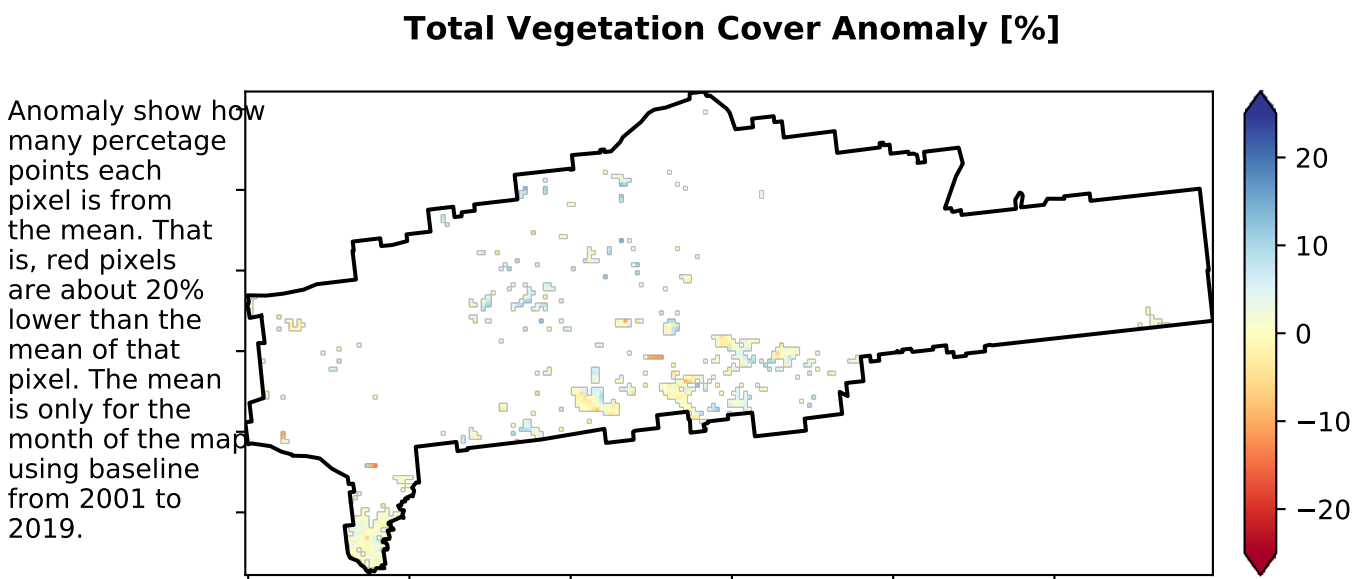 Total Vegetation Cover Anomaly [%]
Anomaly show how
many percetage
points each
pixel is from
the mean. That
is, red pixels
are about 20%
lower than the
mean of that
pixel. The mean
is only for the
month of the map
using baseline
from 2001 to
2019.
20
10
0
−10
−20